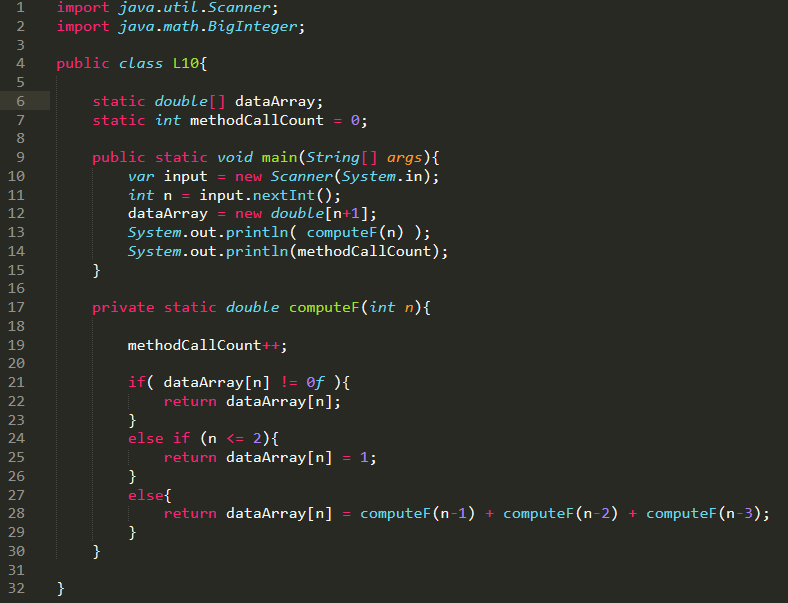 1 import java.util.Scanner;
2 import java.math.BigInteger;
3
4 public class L10{
5
6     static double[] dataArray;
7     static int methodCallCount = 0;
8
9     public static void main(String[] args){
10         var input = new Scanner(System.in);
11         int n = input.nextInt();
12         dataArray = new double[n+1];
13         System.out.println( computeF(n) );
14         System.out.println(methodCallCount);
15     }
16
17     private static double computeF(int n){
18
19         methodCallCount++;
20
21         if( dataArray[n] != 0f ){
22             return dataArray[n];
23         }
24         else if (n <= 2){
25             return dataArray[n] = 1;
26         }
27         else{
28             return dataArray[n] = computeF(n-1) + computeF(n-2) + computeF(n-3);
29         }
30     }
31
32 }